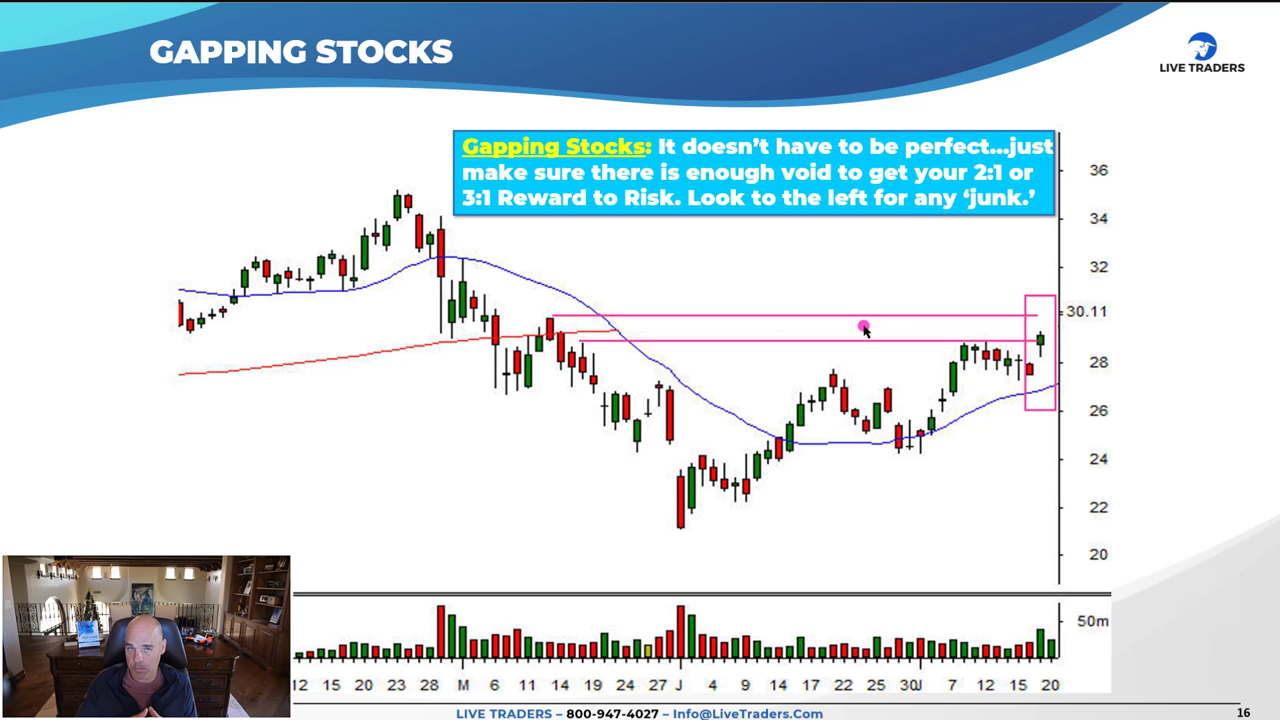 GAPPING STOCKS
LIVE TRADERS
Gapping Stocks: It doesn’t have to be perfect...just
make sure there is enough void to get your 2:1 or
3:1 Reward to Risk. Look to the left for any ‘junk.’
36
34
32
30.11
28
26
24
22
20
50m
12 15 20 23 28 M 6 11 14 19 24 27 J 4 9 14 17 22 25 30J 7 12 15 20
LIVE TRADERS – 800-947-4027 – Info@LiveTraders.Com
16